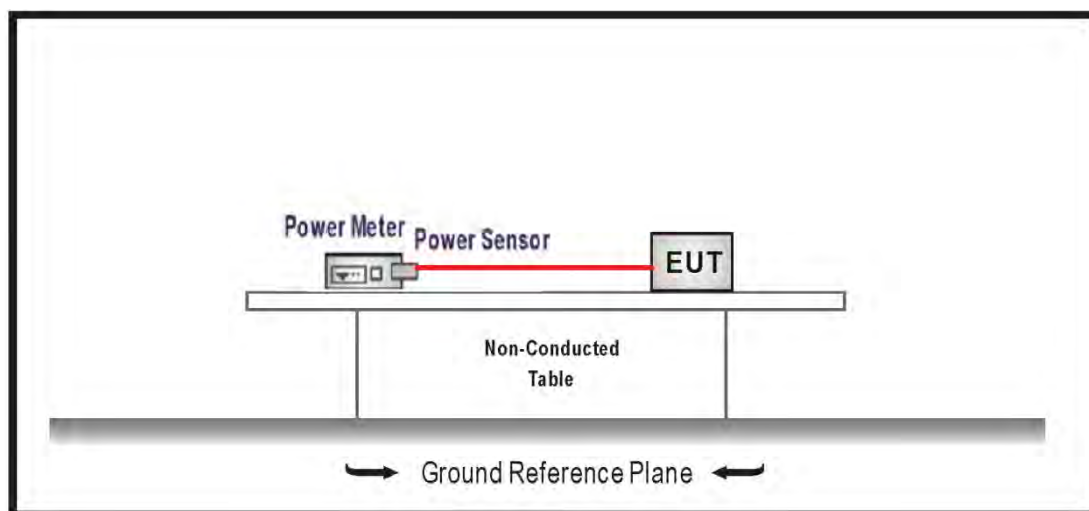 Power Meter
Power Sensor
EUT
Non-Conducted
Table
Ground Reference Plane